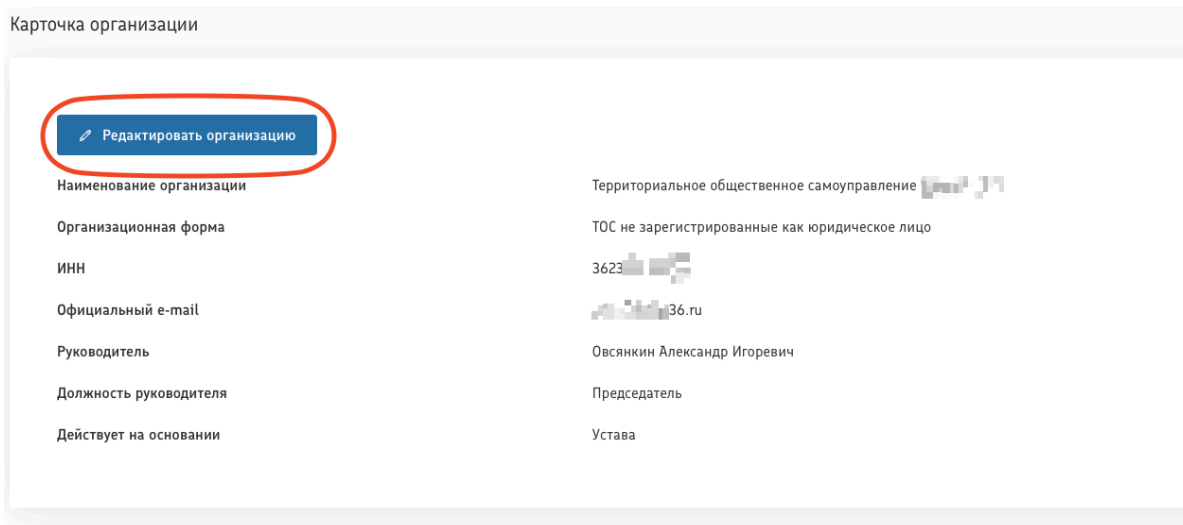 Карточка организации
Редактировать организацию
Наименование организации Территориальное общественное самоуправление
Организационная форма ТОС не зарегистрированные как юридическое лицо
ИНН 3623
Официальный e-mail 36.ru
Руководитель Овсянкин Александр Игоревич
Должность руководителя Председатель
Действует на основании Устава